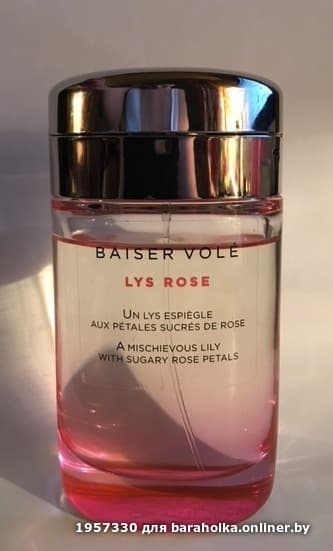 BAISER VOLÉ
LYS ROSE
UN LYS ESPIÈGLE
AUX PÉTALES SUCRÉS DE ROSE
A MISCHIEVOUS LILY
WITH SUGARY ROSE PETALS
1957330 для baraholka.onliner.by